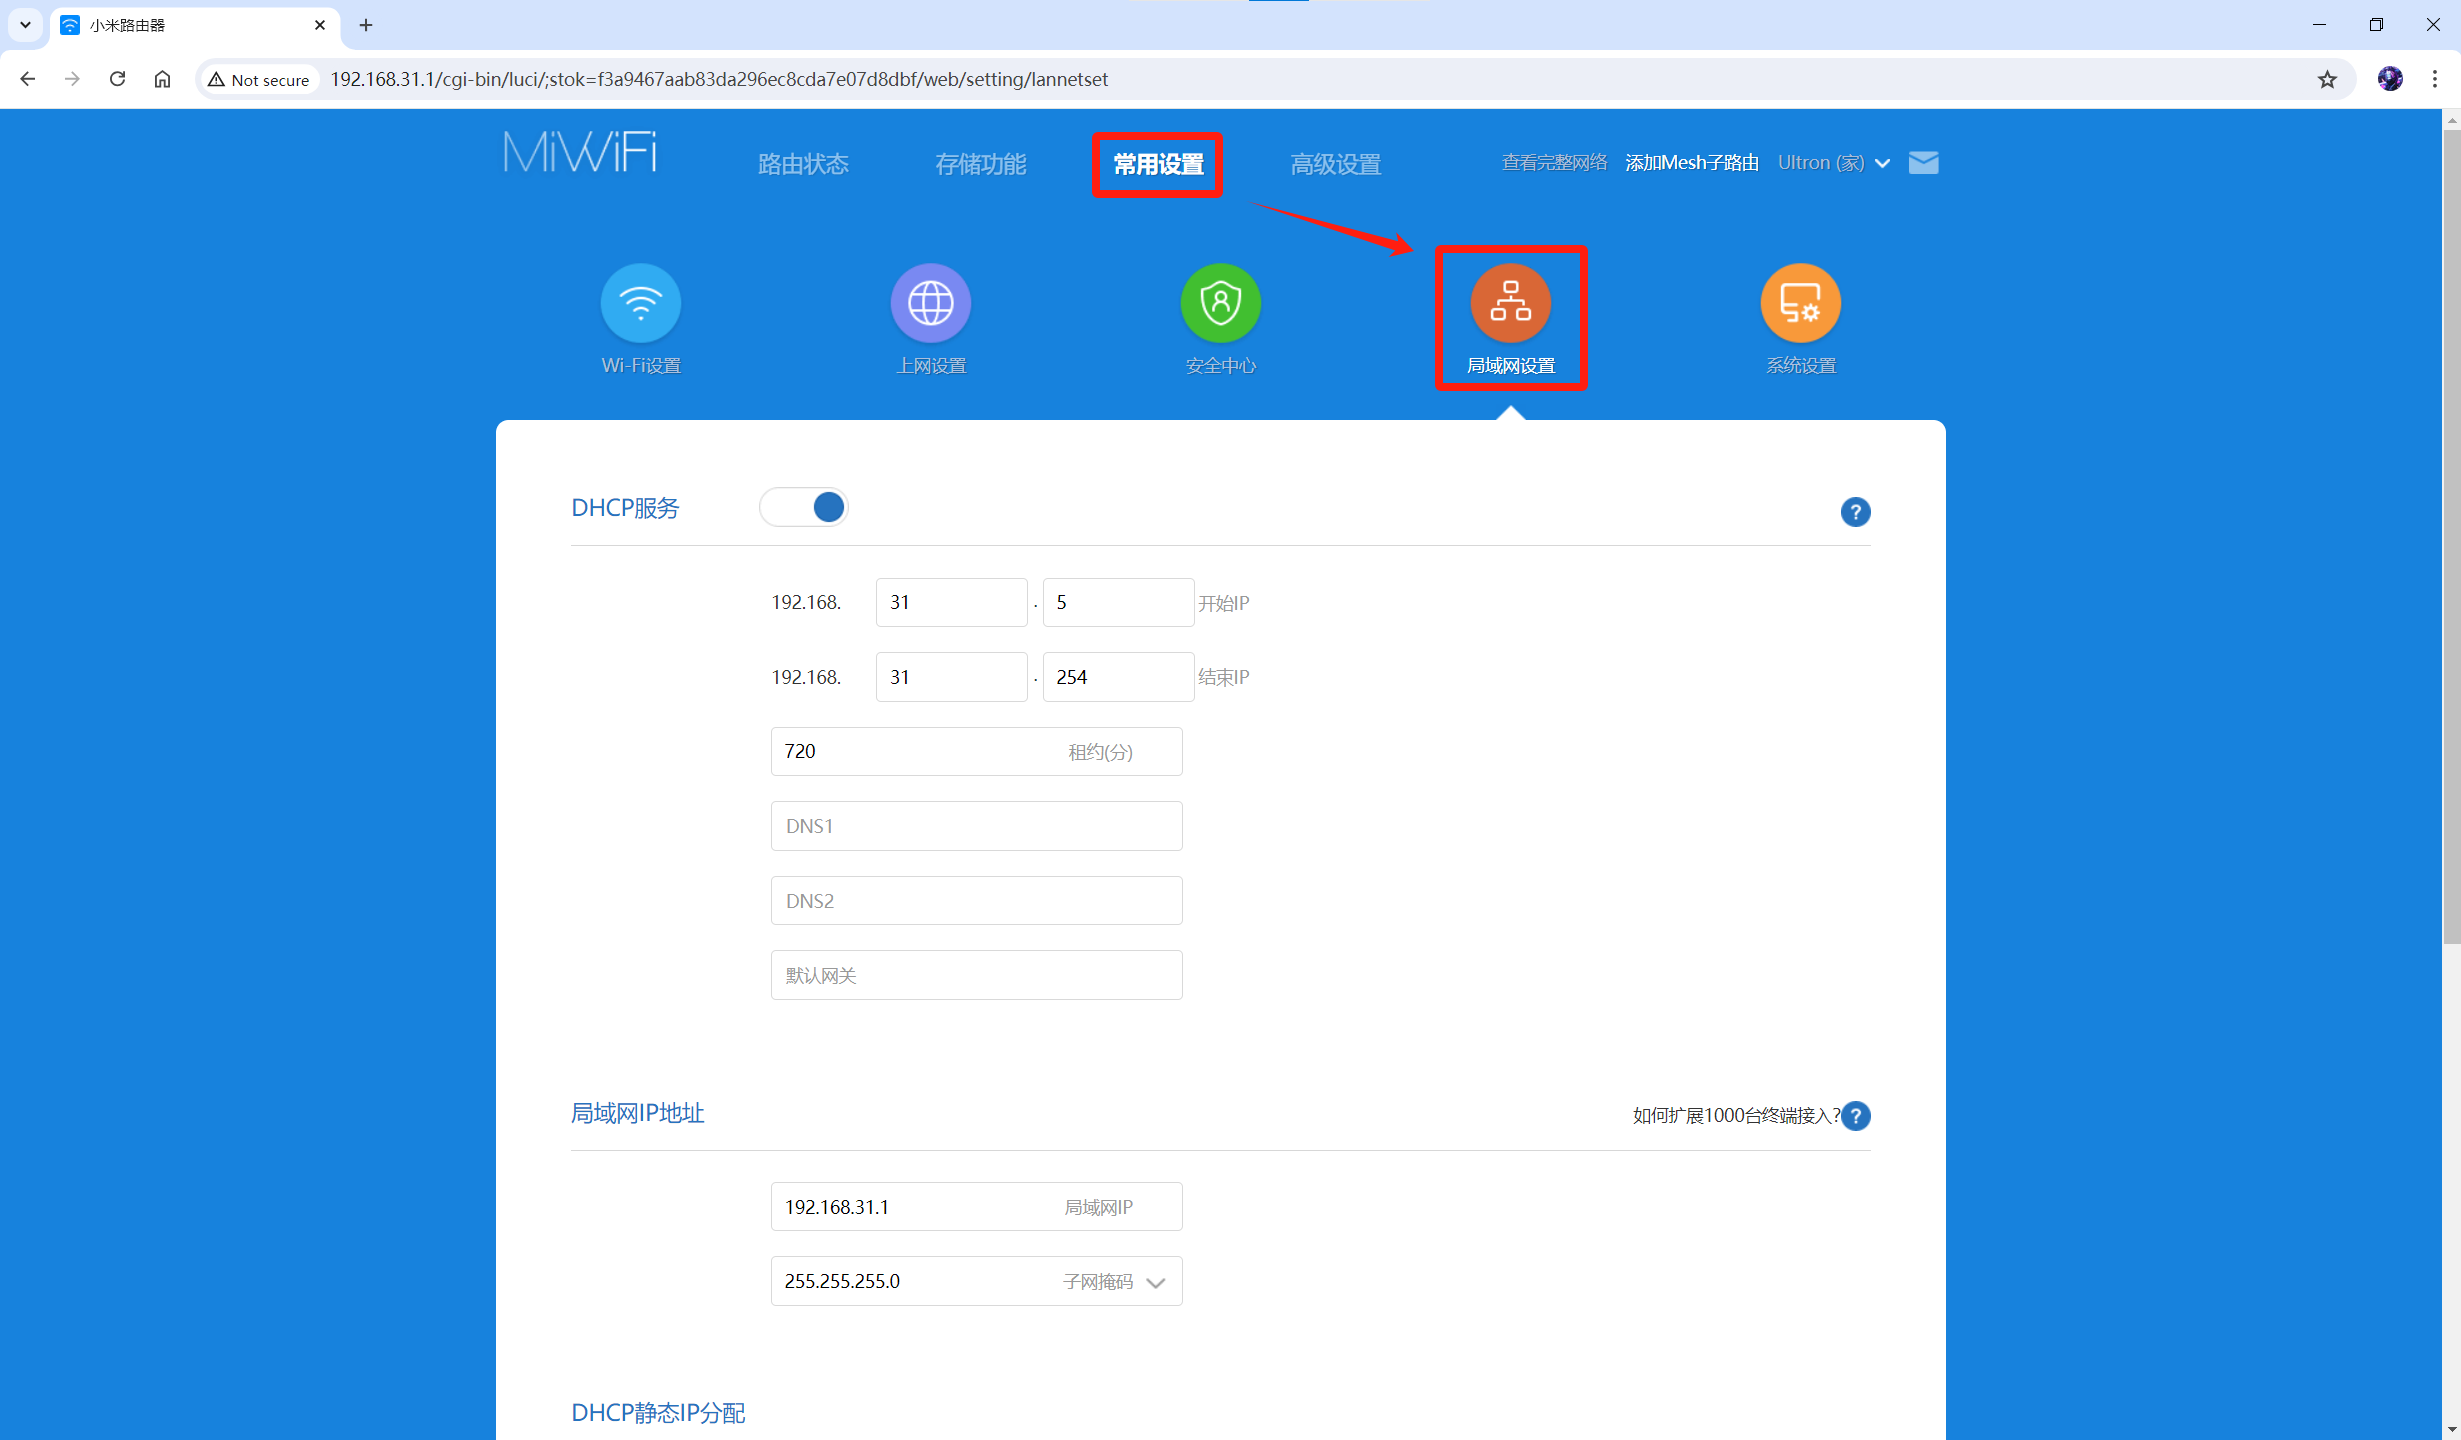 小米路由器
Not secure
192.168.31.1/cgi-bin/luci/;stok=f3a9467aab83da296ec8cda7e07d8dbf/web/setting/lannetset
MiWiFi
路由状态
存储功能
常用设置
高级设置
查看完整网络
添加Mesh子路由
Ultron (家)
Wi-Fi设置
上网设置
安全中心
局域网设置
系统设置
DHCP服务
?
192.168. 31 . 5 开始IP
192.168. 31 . 254 结束IP
720 租约(分)
DNS1
DNS2
默认网关
局域网IP地址
如何扩展1000台终端接入? ?
192.168.31.1 局域网IP
255.255.255.0 子网掩码
DHCP静态IP分配